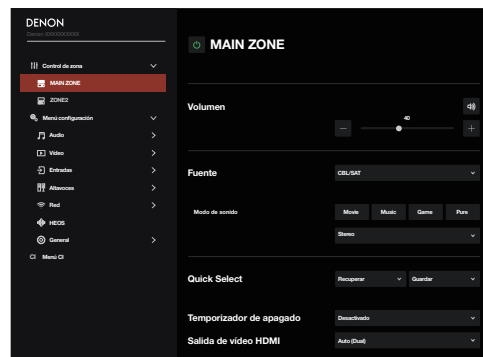 DENON
Denon XXXXXXXXXX
Control de zona
MAIN ZONE
ZONE2
Menú configuración
Audio
Vídeo
Entradas
Altavoces
Red
HEOS
General
CI Menú CI
MAIN ZONE
Volumen
40
Fuente
CBL/SAT
Modo de sonido
Movie Music Game Pure
Stereo
Quick Select
Recuperar Guardar
Temporizador de apagado
Desactivado
Salida de vídeo HDMI
Auto (Dual)